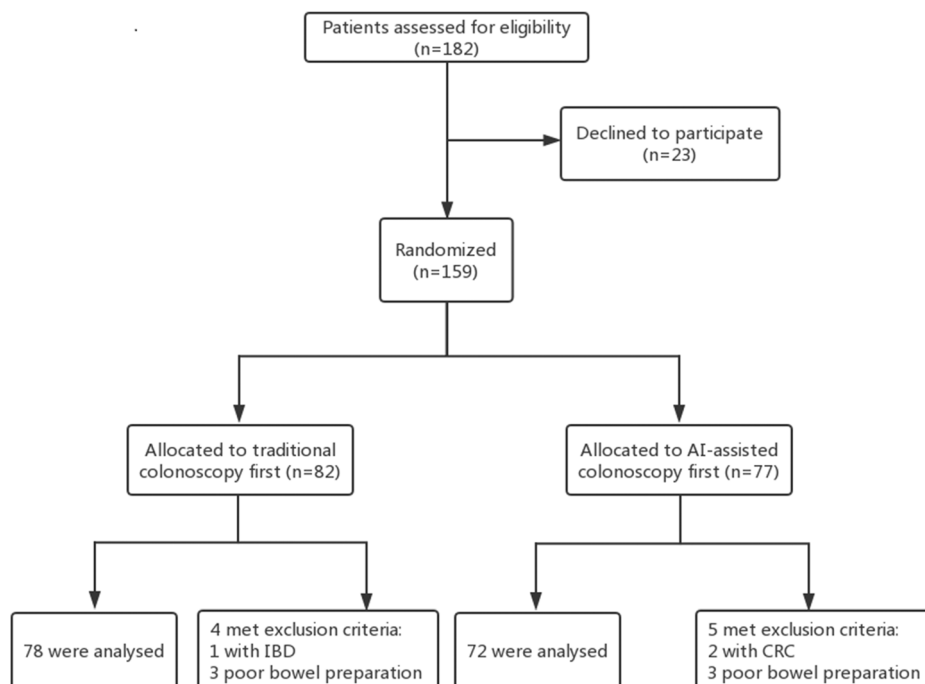 Patients assessed for eligibility
(n=182)
Declined to participate
(n=23)
Randomized
(n=159)
Allocated to traditional
colonoscopy first (n=82)
Allocated to AI-assisted
colonoscopy first (n=77)
78 were analysed
4 met exclusion criteria:
1 with IBD
3 poor bowel preparation
72 were analysed
5 met exclusion criteria:
2 with CRC
3 poor bowel preparation